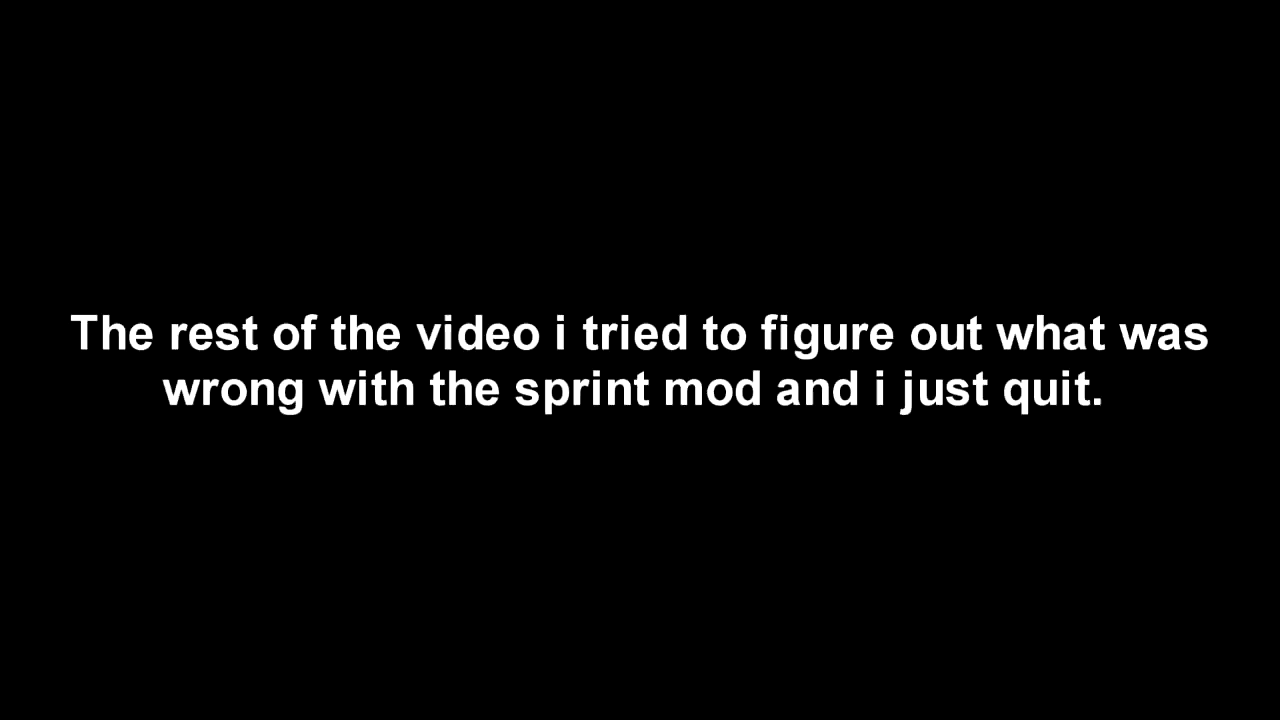 The rest of the video i tried to figure out what was
wrong with the sprint mod and i just quit.